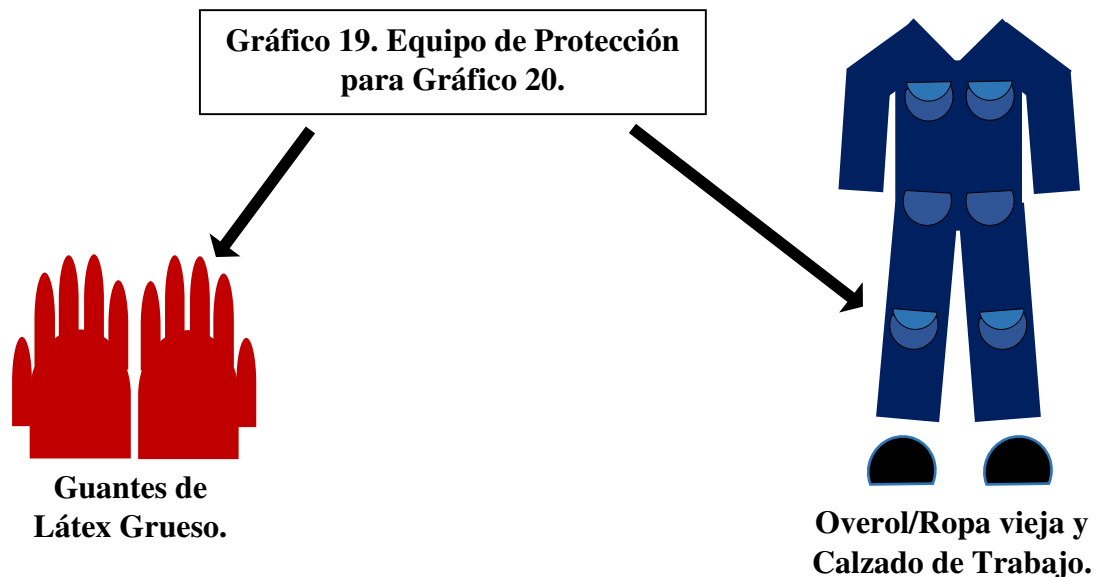 Gráfico 19. Equipo de Protección
para Gráfico 20.
Guantes de
Látex Grueso.
Overol/Ropa vieja y
Calzado de Trabajo.